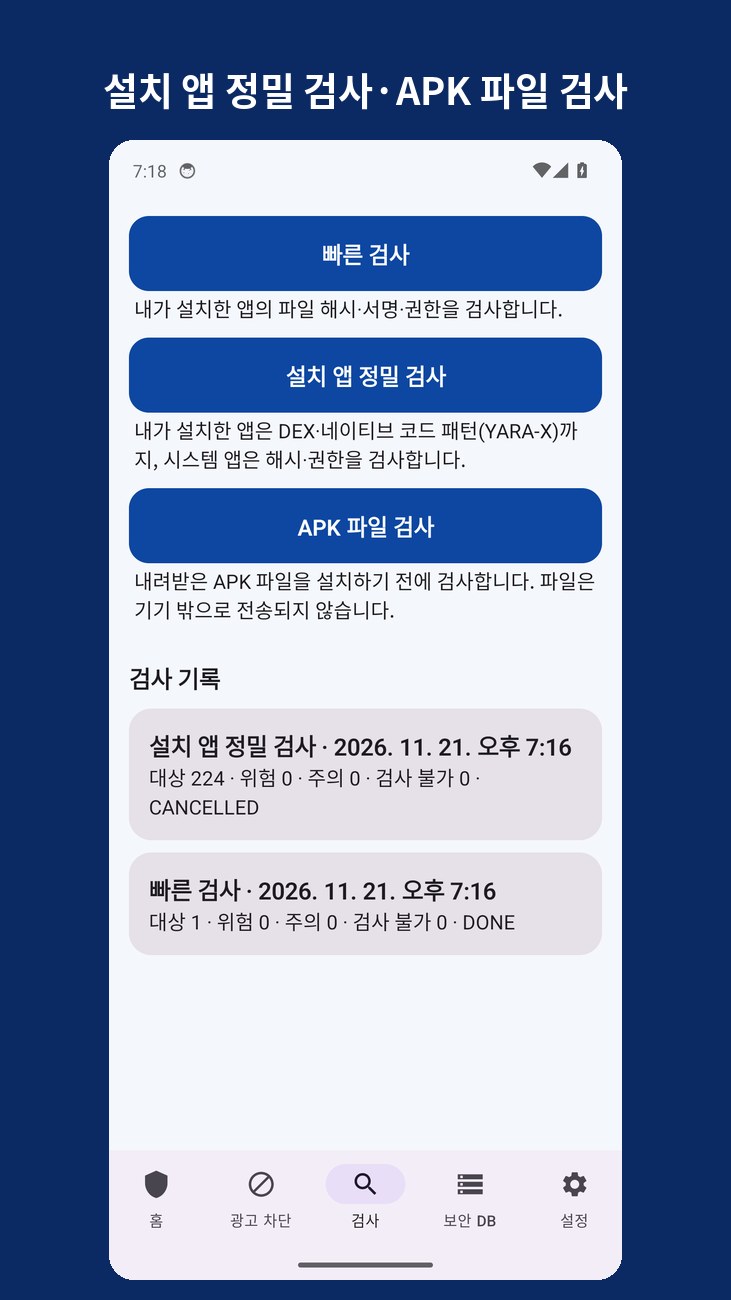 설치 앱 정밀 검사·APK 파일 검사
7:18
빠른 검사
내가 설치한 앱의 파일 해시·서명·권한을 검사합니다.
설치 앱 정밀 검사
내가 설치한 앱은 DEX·네이티브 코드 패턴(YARA-X)까
지, 시스템 앱은 해시·권한을 검사합니다.
APK 파일 검사
내려받은 APK 파일을 설치하기 전에 검사합니다. 파일은
기기 밖으로 전송되지 않습니다.
검사 기록
설치 앱 정밀 검사 · 2026. 11. 21. 오후 7:16
대상 224 · 위험 0 · 주의 0 · 검사 불가 0 ·
CANCELLED
빠른 검사 · 2026. 11. 21. 오후 7:16
대상 1 · 위험 0 · 주의 0 · 검사 불가 0 · DONE
홈
광고 차단
검사
보안 DB
설정